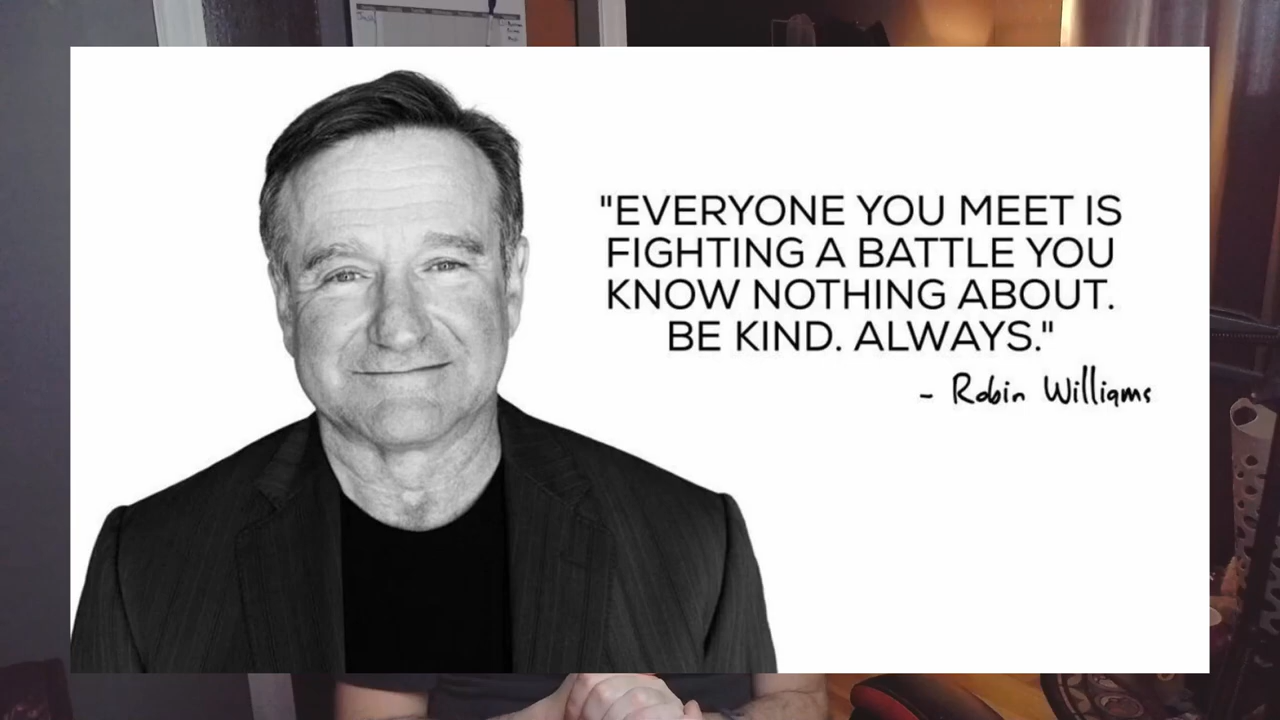 "EVERYONE YOU MEET IS
FIGHTING A BATTLE YOU
KNOW NOTHING ABOUT.
BE KIND. ALWAYS."
- Robin Williams